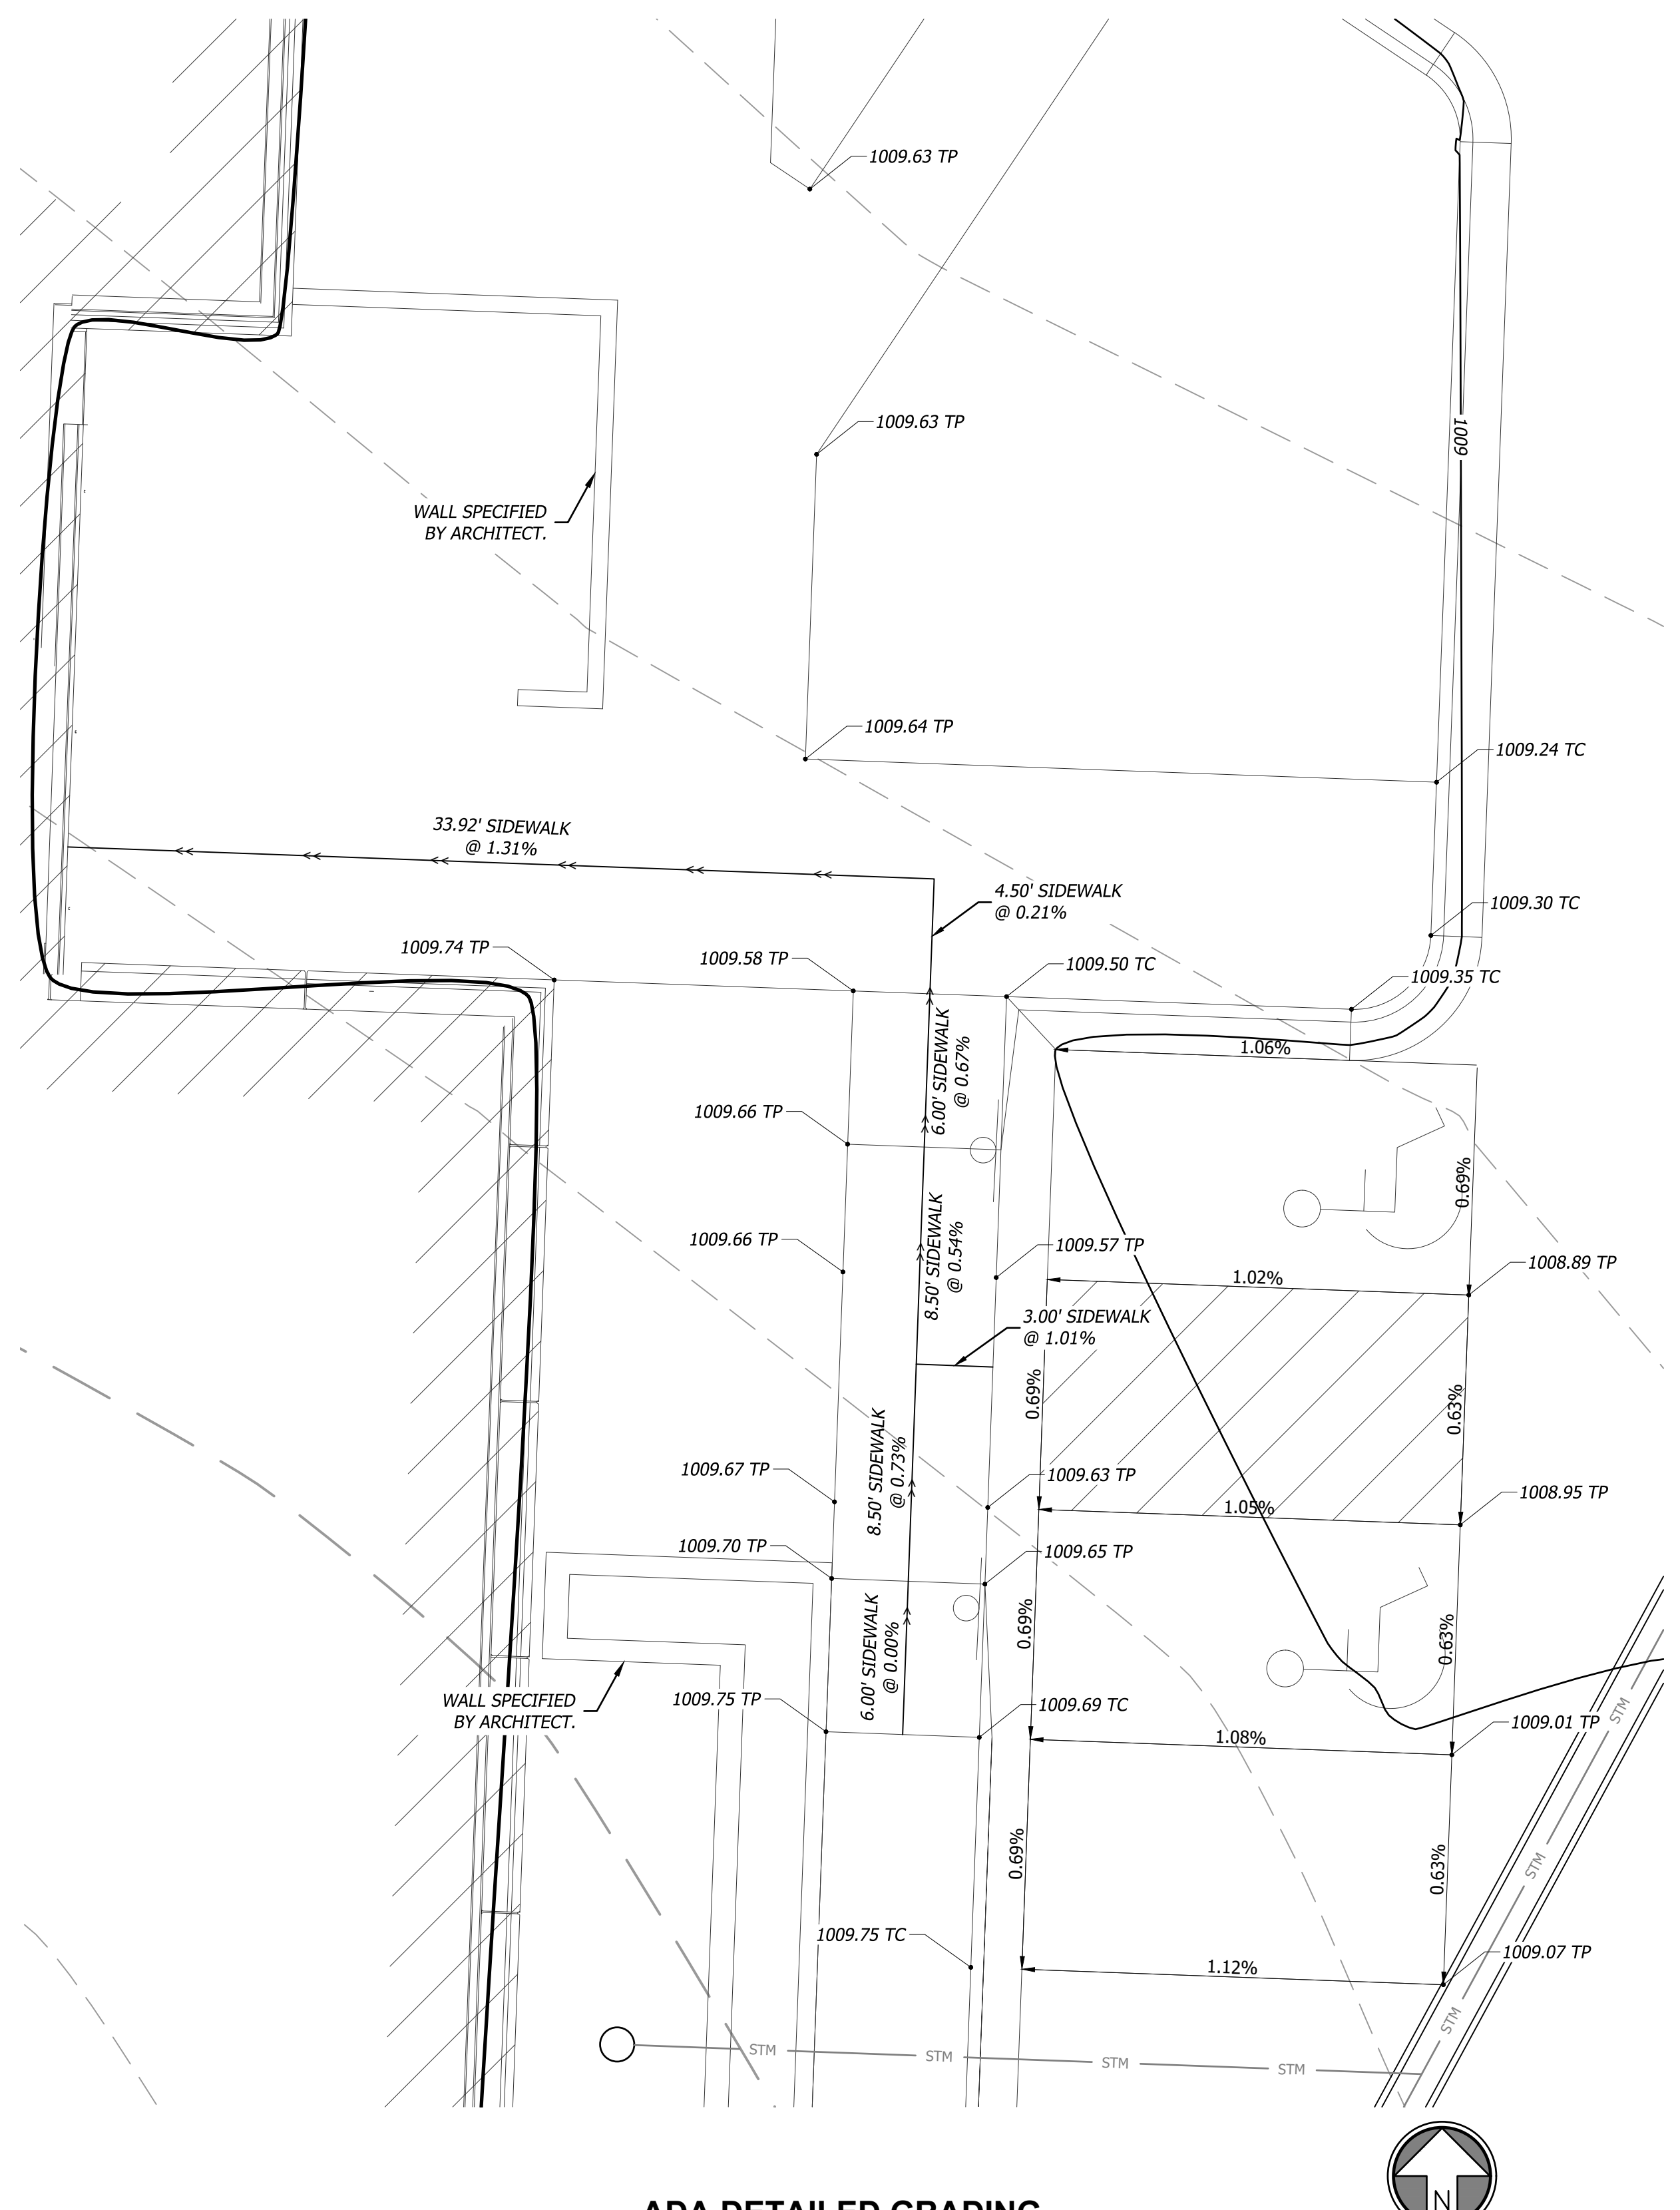 1009.63 TP
1009.63 TP
1009
WALL SPECIFIED
BY ARCHITECT.
1009.64 TP
1009.24 TC
33.92' SIDEWALK
@ 1.31%
4.50' SIDEWALK
@ 0.21%
1009.30 TC
1009.74 TP
1009.58 TP
1009.50 TC
1009.35 TC
6.00' SIDEWALK
@ 0.67%
1.06%
1009.66 TP
0.69%
1009.66 TP
8.50' SIDEWALK
@ 0.54%
1009.57 TP
1.02%
1008.89 TP
3.00' SIDEWALK
@ 1.01%
0.69%
0.63%
1009.67 TP
8.50' SIDEWALK
@ 0.73%
1009.63 TP
1.05%
1008.95 TP
1009.70 TP
1009.65 TP
6.00' SIDEWALK
@ 0.00%
0.69%
0.63%
WALL SPECIFIED
BY ARCHITECT.
1009.75 TP
1009.69 TC
1.08%
1009.01 TP
STM
0.69%
0.63%
STM
1009.75 TC
1.12%
1009.07 TP
STM
STM
STM
STM
STM
N
ADA DETAILED GRADING